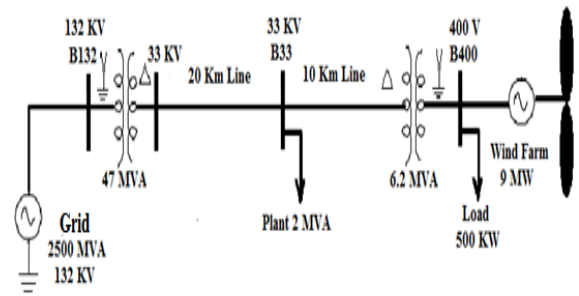 132 KV
B132
33 KV
20 Km Line
33 KV
B33
10 Km Line
400 V
B400
47 MVA
Plant 2 MVA
6.2 MVA
Load
500 KW
Wind Farm
9 MW
Grid
2500 MVA
132 KV